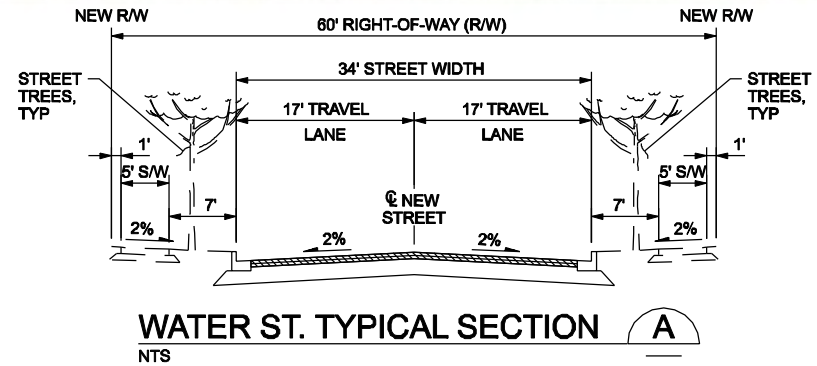 NEW R/W
NEW R/W
60' RIGHT-OF-WAY (R/W)
34' STREET WIDTH
STREET
TREES,
TYP
STREET
TREES,
TYP
17' TRAVEL
LANE
17' TRAVEL
LANE
1'
1'
5' S/W
5' S/W
℄ NEW
STREET
7'
7'
2%
2%
2%
2%
WATER ST. TYPICAL SECTION
A
NTS